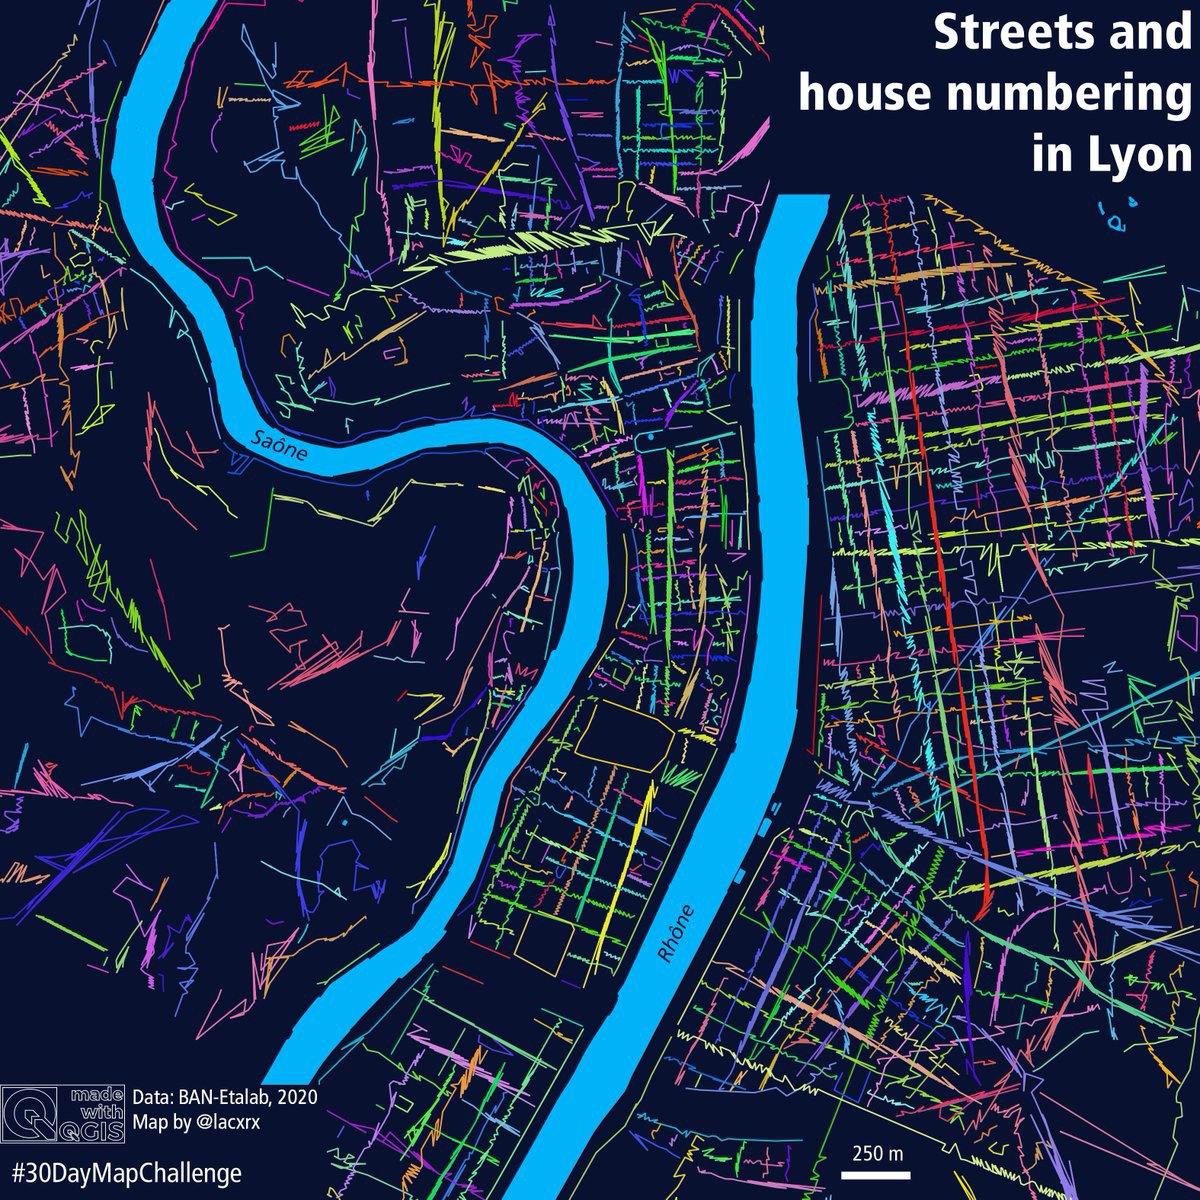 Streets and
house numbering
in Lyon
Saône
Rhône
made
with
QGIS
Data: BAN-Etalab, 2020
Map by @lacxrx
#30DayMapChallenge
250 m